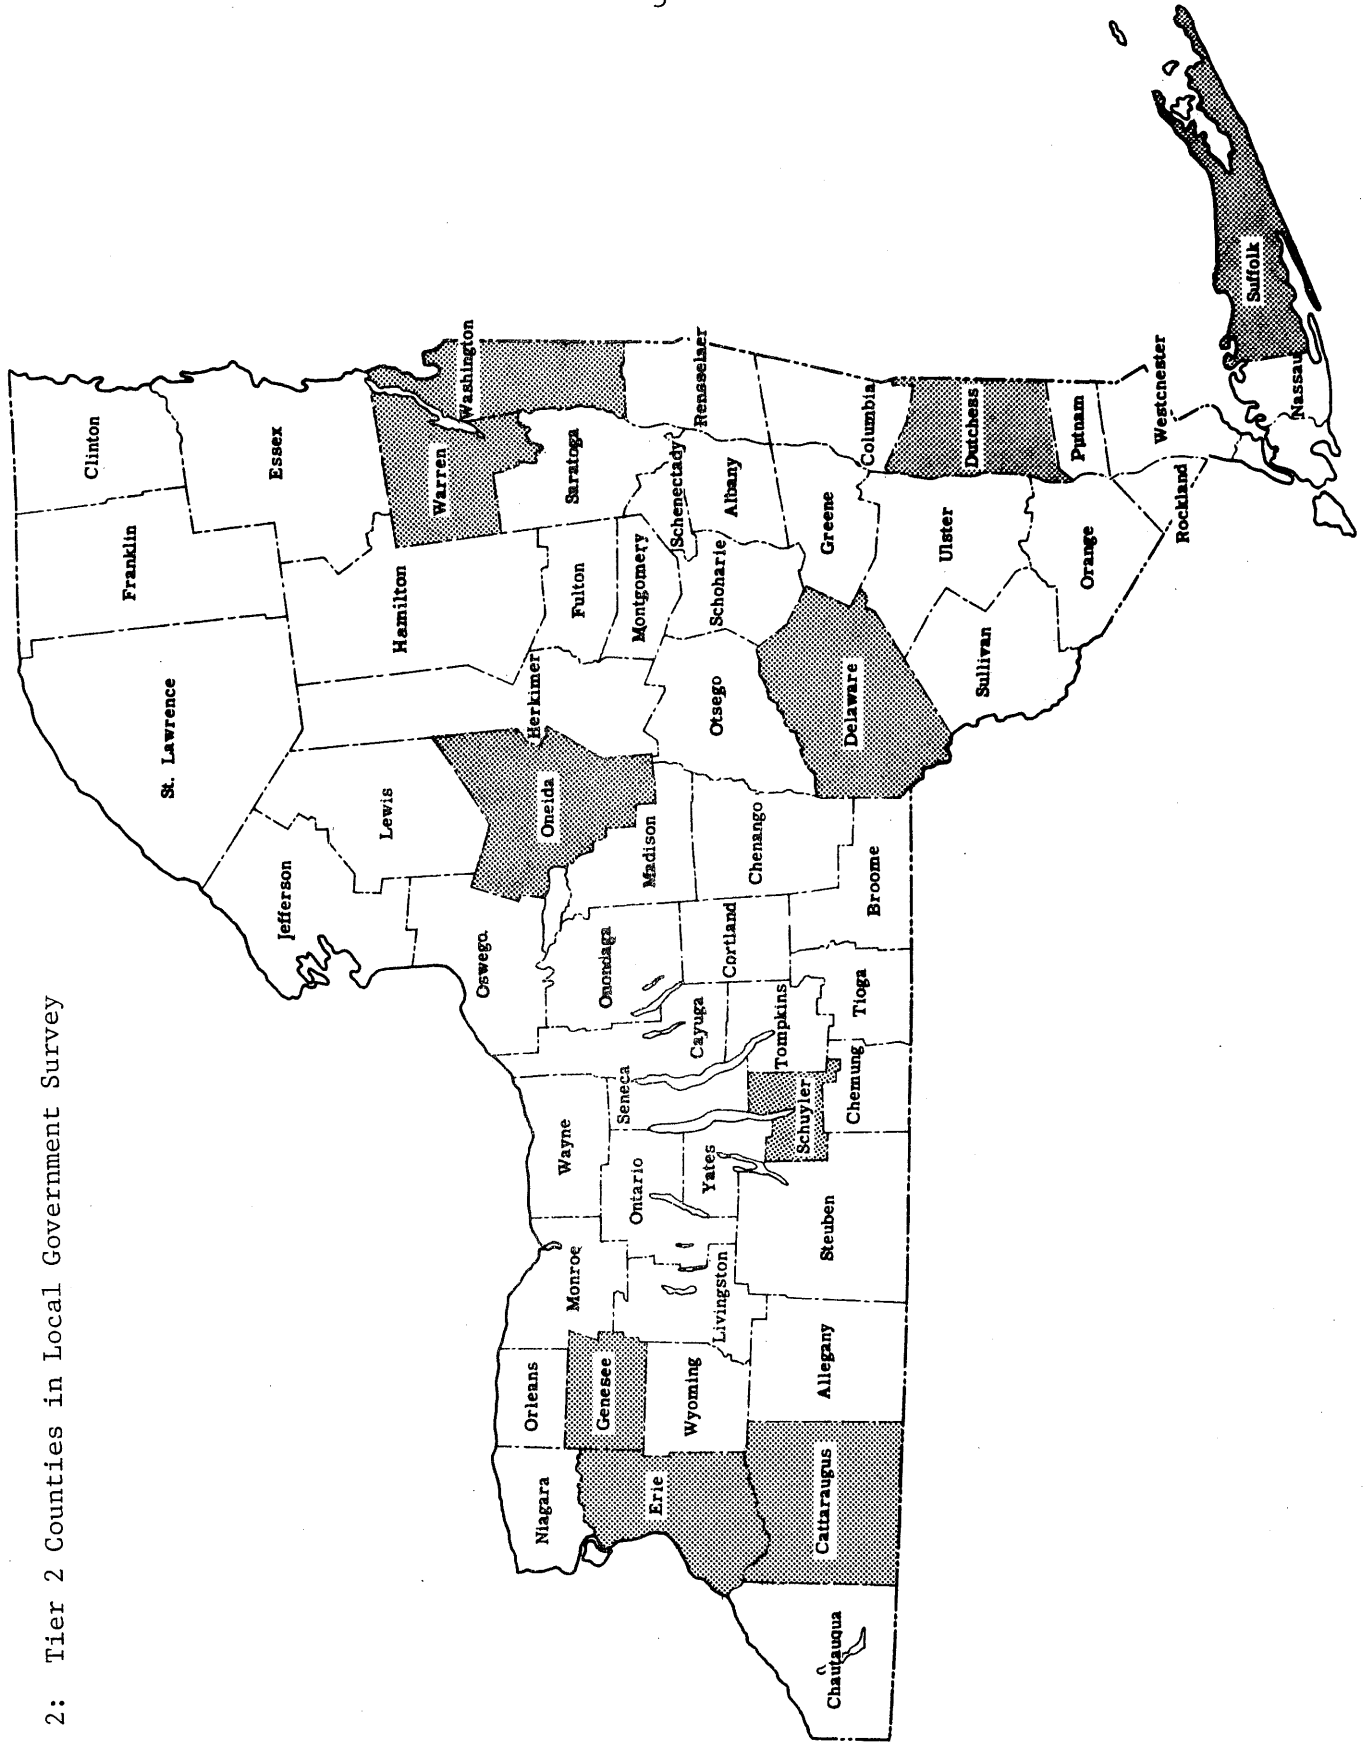 2: Tier 2 Counties in Local Government Survey
Clinton
Franklin
St. Lawrence
Essex
Jefferson
Lewis
Hamilton
Warren
Washington
Herkimer
Oneida
Oswego
Fulton
Saratoga
Montgomery
Schenectady
Rensselaer
Albany
Schoharie
Otsego
Madison
Onondaga
Cayuga
Seneca
Wayne
Ontario
Yates
Monroe
Livingston
Orleans
Genesee
Wyoming
Niagara
Erie
Chautauqua
Cattaraugus
Allegany
Steuben
Schuyler
Chemung
Tompkins
Tioga
Cortland
Chenango
Broome
Delaware
Greene
Columbia
Ulster
Sullivan
Dutchess
Orange
Putnam
Rockland
Westchester
Nassau
Suffolk